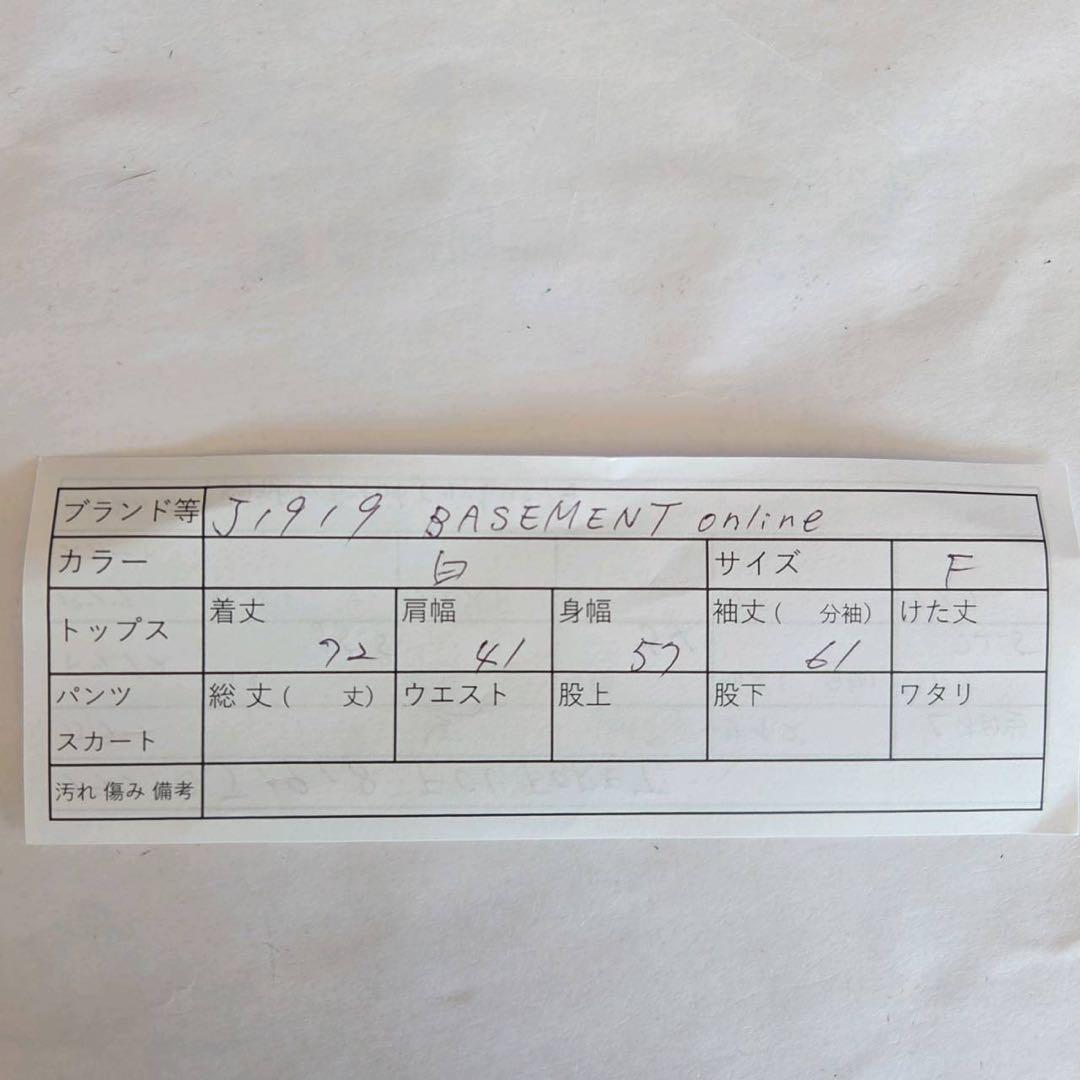 ブランド等 J1919 BASEMENT online
カラー 白 サイズ F
トップス 着丈 72 肩幅 41 身幅 57 袖丈( 分袖) 61 けた丈
パンツ スカート 総丈( 丈) ウエスト 股上 股下 ワタリ
汚れ 傷み 備考